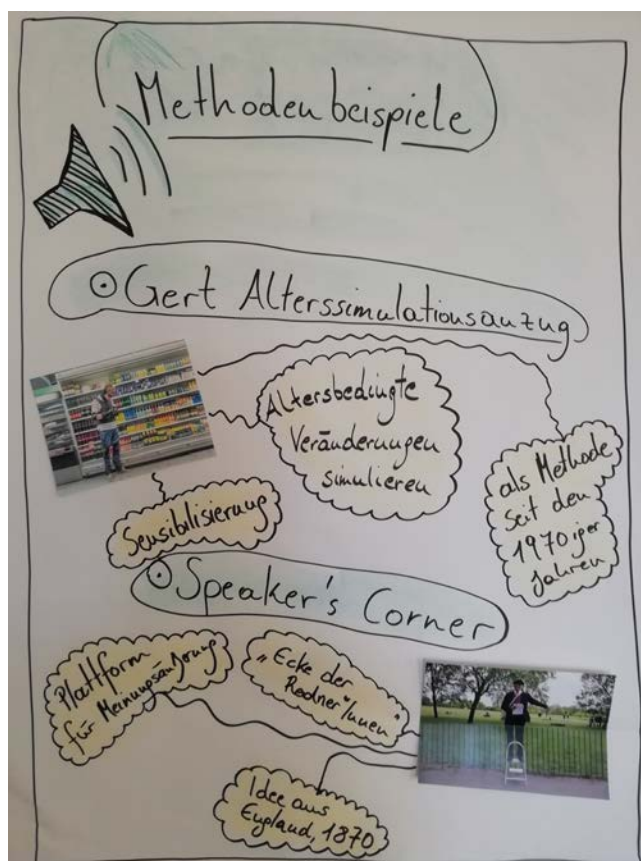 Methodenbeispiele
Gert Alterssimulationsanzug
Altersbedingte
Veränderungen
simulieren
als Methode
seit den
1970iger
Jahren
Sensibilisierung
Speaker's Corner
Plattform
für Meinungsäußerung
„Ecke der
Redner*Innen"
Idee aus
England, 1870